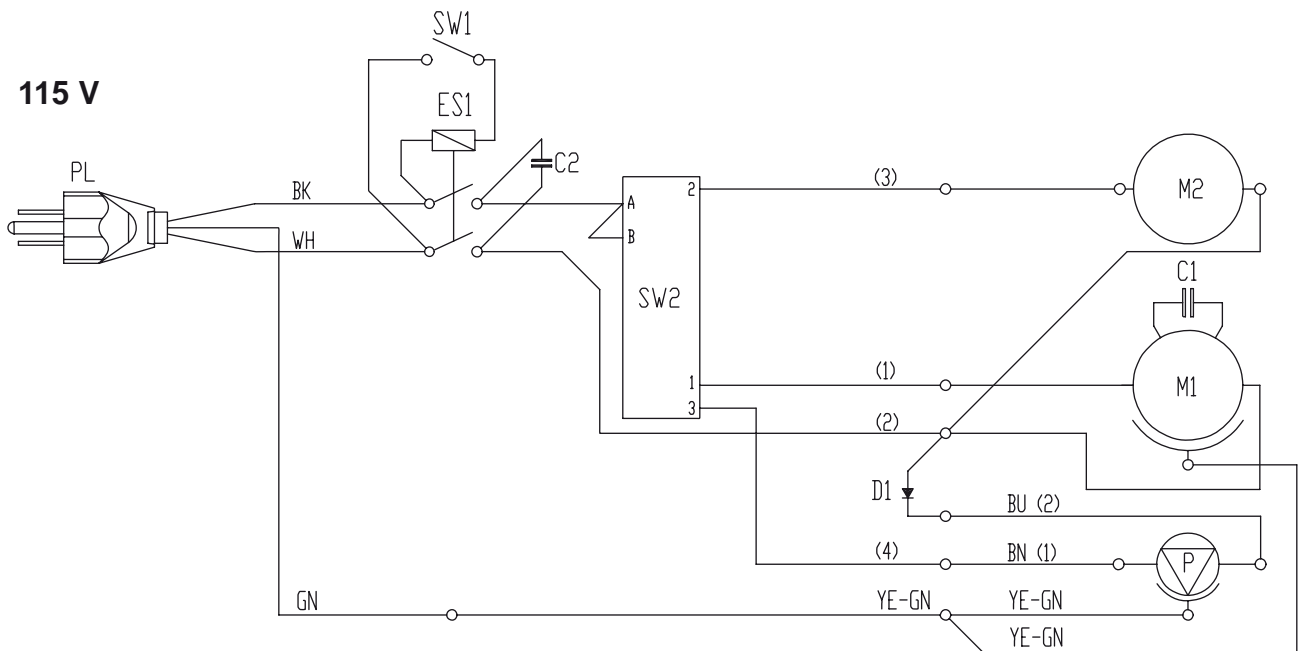 SW1
115 V
ES1
PL
C2
BK
A
2
(3)
M2
B
WH
C1
SW2
(1)
1
M1
3
(2)
D1
BU (2)
(4)
BN (1)
P
GN
YE-GN
YE-GN
YE-GN